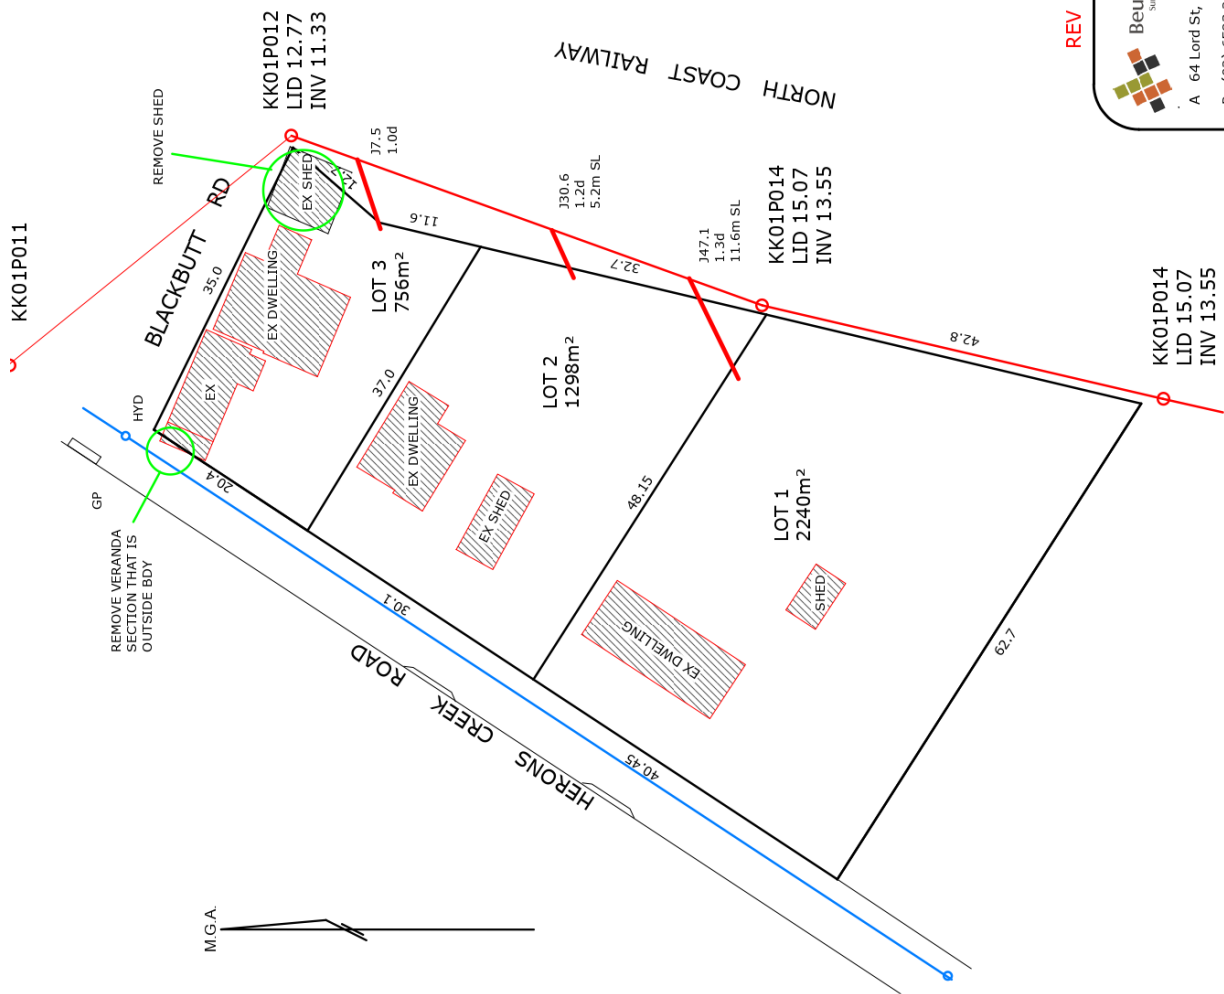 KK01P011
KK01P012
LID 12.77
INV 11.33
REMOVE SHED
NORTH COAST RAILWAY
REV
Beu
A 64 Lord St,
BLACKBUTT RD
35.0
EX SHED
12.7
J7.5
1.0d
11.6
J30.6
1.2d
5.2m SL
32.7
J47.1
1.3d
11.6m SL
KK01P014
LID 15.07
INV 13.55
42.8
KK01P014
LID 15.07
INV 13.55
EX DWELLING
EX
LOT 3
756m²
HYD
GP
20.4
REMOVE VERANDA
SECTION THAT IS
OUTSIDE BDY
37.0
LOT 2
1298m²
EX DWELLING
EX SHED
30.1
48.15
LOT 1
2240m²
SHED
EX DWELLING
62.7
40.45
HERONS CREEK ROAD
M.G.A.